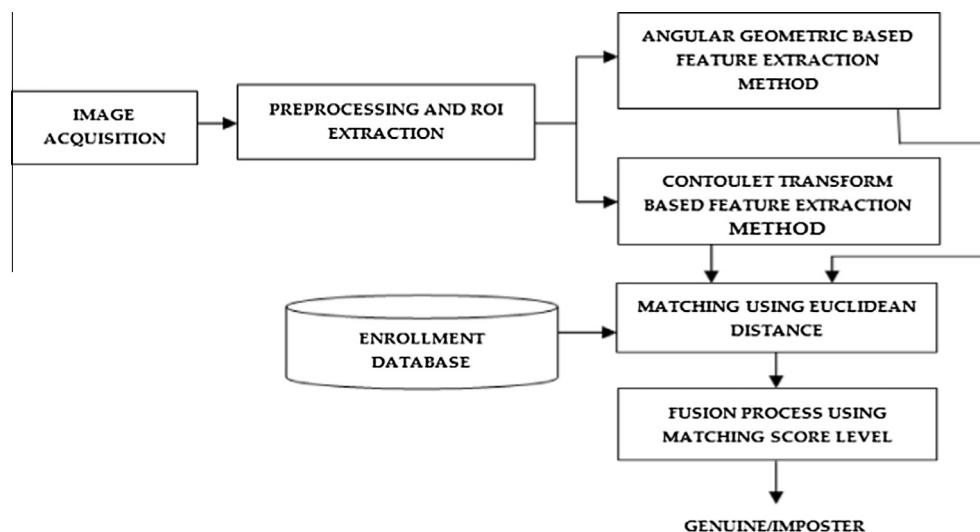 IMAGE
ACQUISITION
PREPROCESSING AND ROI
EXTRACTION
ANGULAR GEOMETRIC BASED
FEATURE EXTRACTION
METHOD
CONTOULET TRANSFORM
BASED FEATURE EXTRACTION
METHOD
ENROLLMENT
DATABASE
MATCHING USING EUCLIDEAN
DISTANCE
FUSION PROCESS USING
MATCHING SCORE LEVEL
GENUINE/IMPOSTER